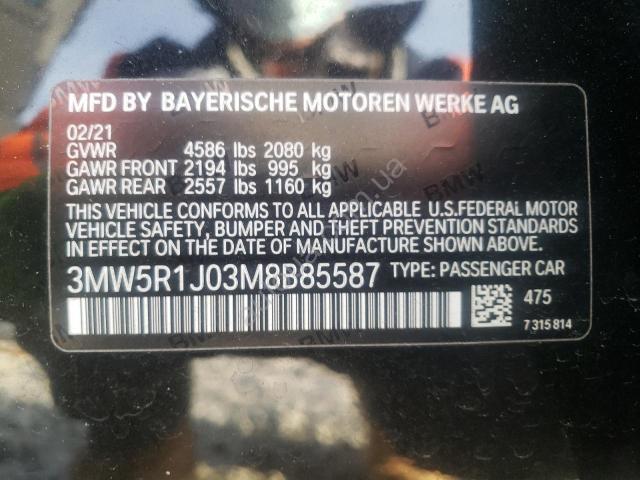 MFD BY BAYERISCHE MOTOREN WERKE AG
02/21
GVWR 4586 lbs 2080 kg
GAWR FRONT 2194 lbs 995 kg
GAWR REAR 2557 lbs 1160 kg
THIS VEHICLE CONFORMS TO ALL APPLICABLE U.S.FEDERAL MOTOR
VEHICLE SAFETY, BUMPER AND THEFT PREVENTION STANDARDS
IN EFFECT ON THE DATE OF MANUFACTURE SHOWN ABOVE.
3MW5R1J03M8B85587 TYPE: PASSENGER CAR
475
7 315 814